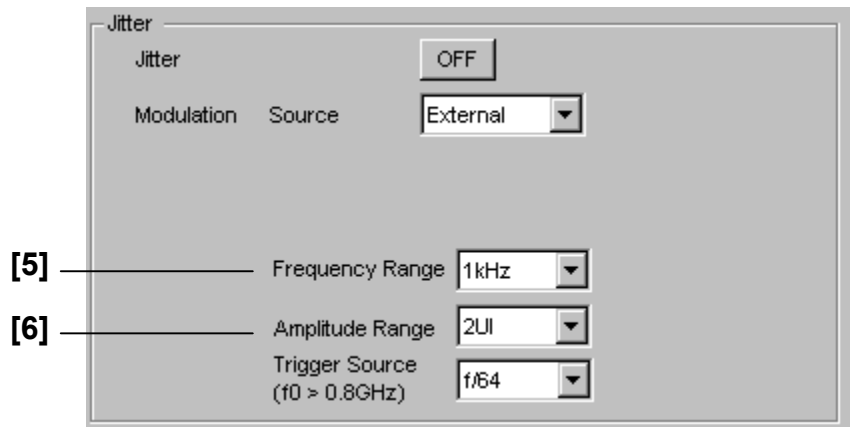 Jitter
Jitter OFF
Modulation Source External
[5] Frequency Range 1kHz
[6] Amplitude Range 2UI
Trigger Source
(f0 > 0.8GHz) f/64